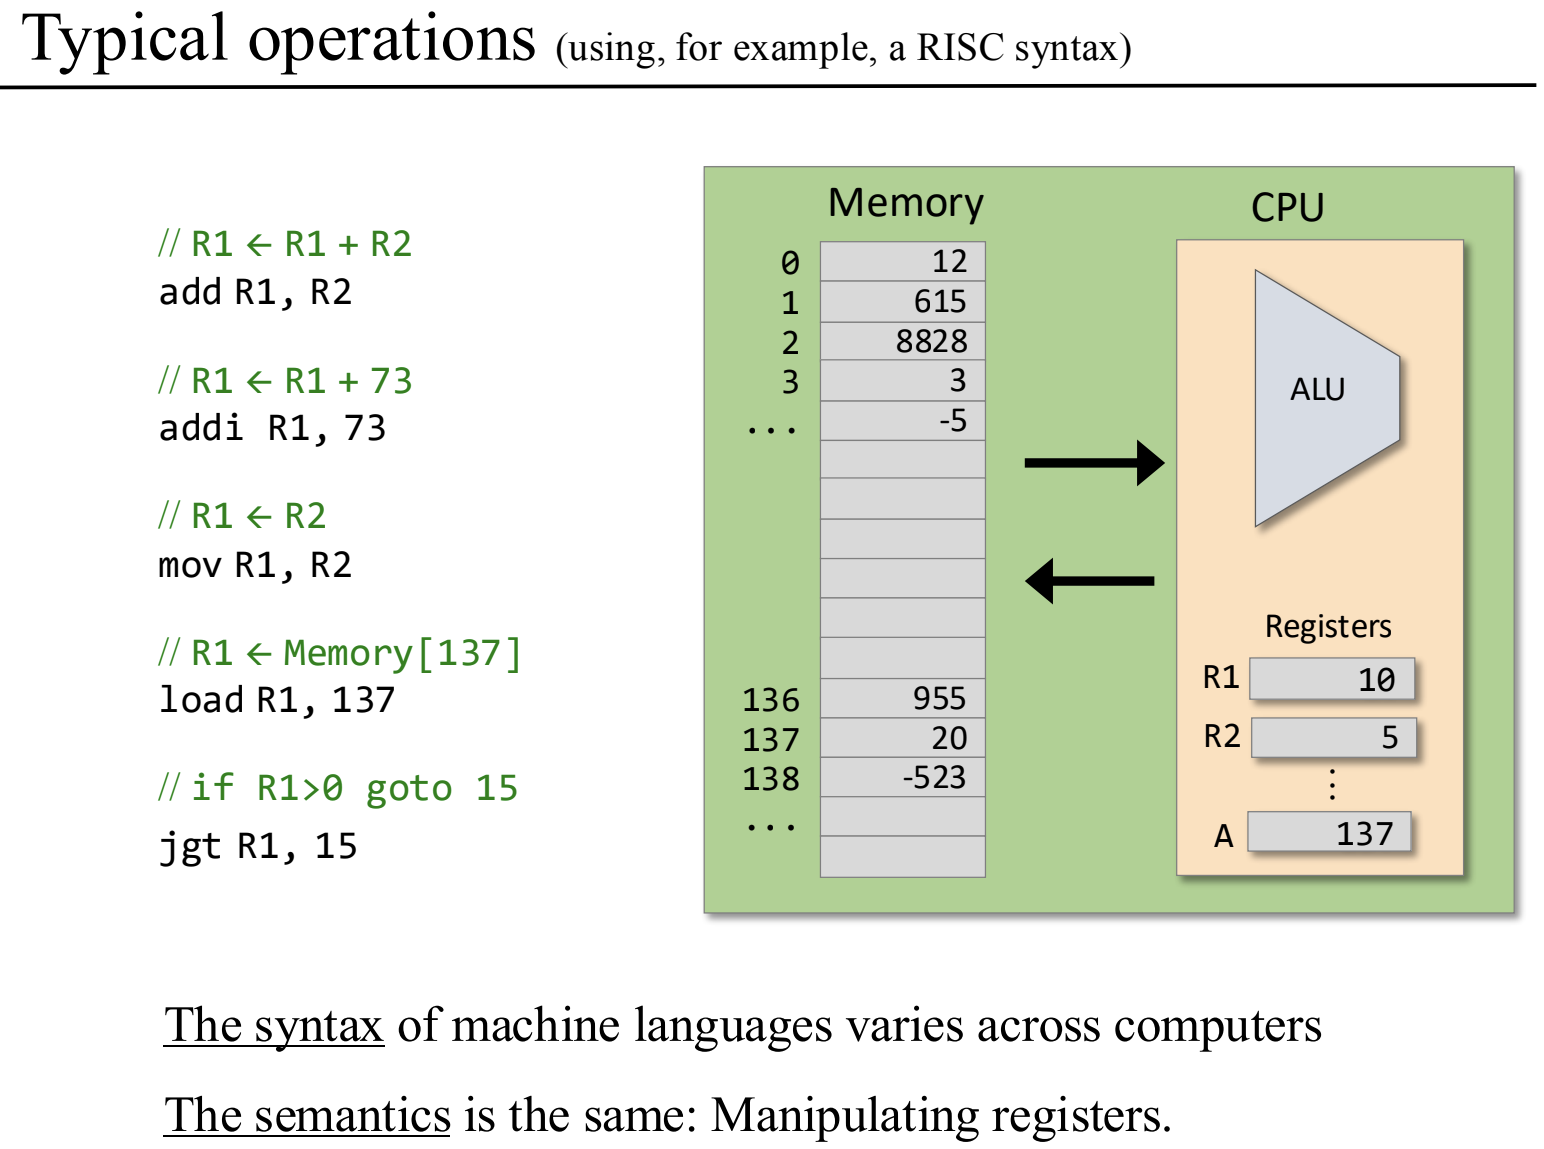 Typical operations (using, for example, a RISC syntax)
// R1 ← R1 + R2
add R1, R2
// R1 ← R1 + 73
addi R1, 73
// R1 ← R2
mov R1, R2
// R1 ← Memory[137]
load R1, 137
// if R1>0 goto 15
jgt R1, 15
Memory
0 12
1 615
2 8828
3 3
... -5
136 955
137 20
138 -523
...
CPU
ALU
Registers
R1 10
R2 5
⋮
A 137
The syntax of machine languages varies across computers
The semantics is the same: Manipulating registers.